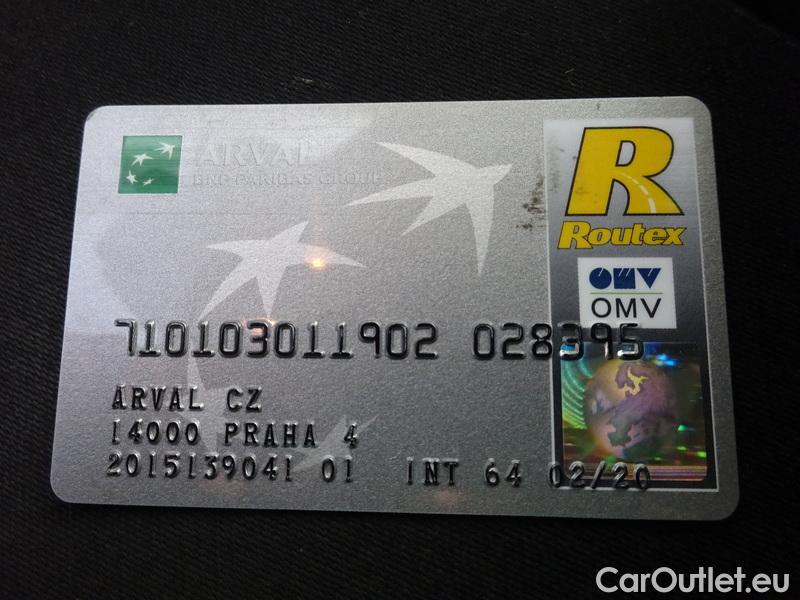 ARVAL
BNP PARIBAS GROUP
R
Routex
OMV
OMV
710103011902 028395
ARVAL CZ
14000 PRAHA 4
2015139041 01 INT 64 02/20
CarOutlet.eu